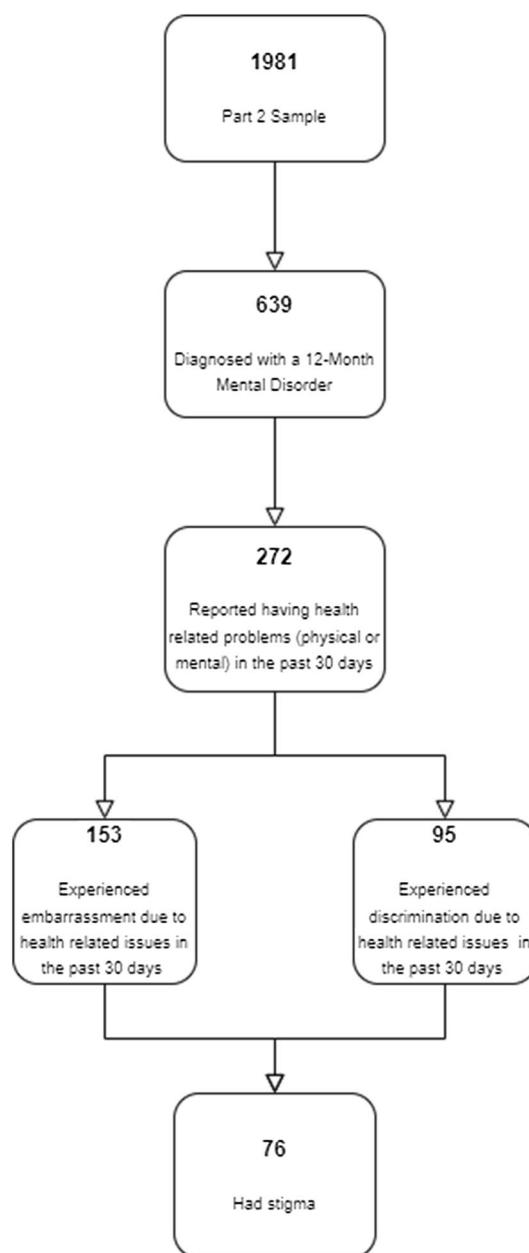 1981
Part 2 Sample
639
Diagnosed with a 12-Month
Mental Disorder
272
Reported having health
related problems (physical or
mental) in the past 30 days
153
Experienced
embarrassment due to
health related issues in
the past 30 days
95
Experienced
discrimination due to
health related issues in
the past 30 days
76
Had stigma